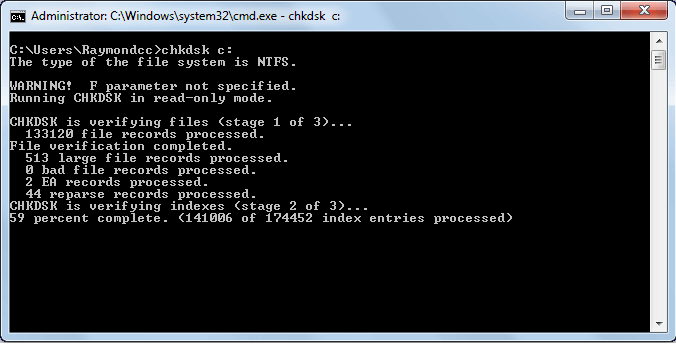 Administrator: C:\Windows\system32\cmd.exe - chkdsk  c:
C:\Users\Raymondcc>chkdsk c:
The type of the file system is NTFS.
WARNING!  F parameter not specified.
Running CHKDSK in read-only mode.
CHKDSK is verifying files (stage 1 of 3)...
  133120 file records processed.
File verification completed.
  513 large file records processed.
  0 bad file records processed.
  2 EA records processed.
  44 reparse records processed.
CHKDSK is verifying indexes (stage 2 of 3)...
59 percent complete. (141006 of 174452 index entries processed)